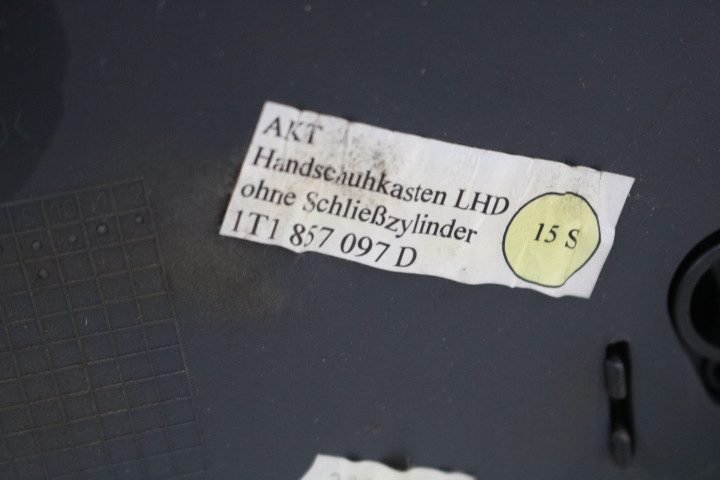 AKT
Handschuhkasten LHD
ohne Schließzylinder
1T1 857 097 D
15 S